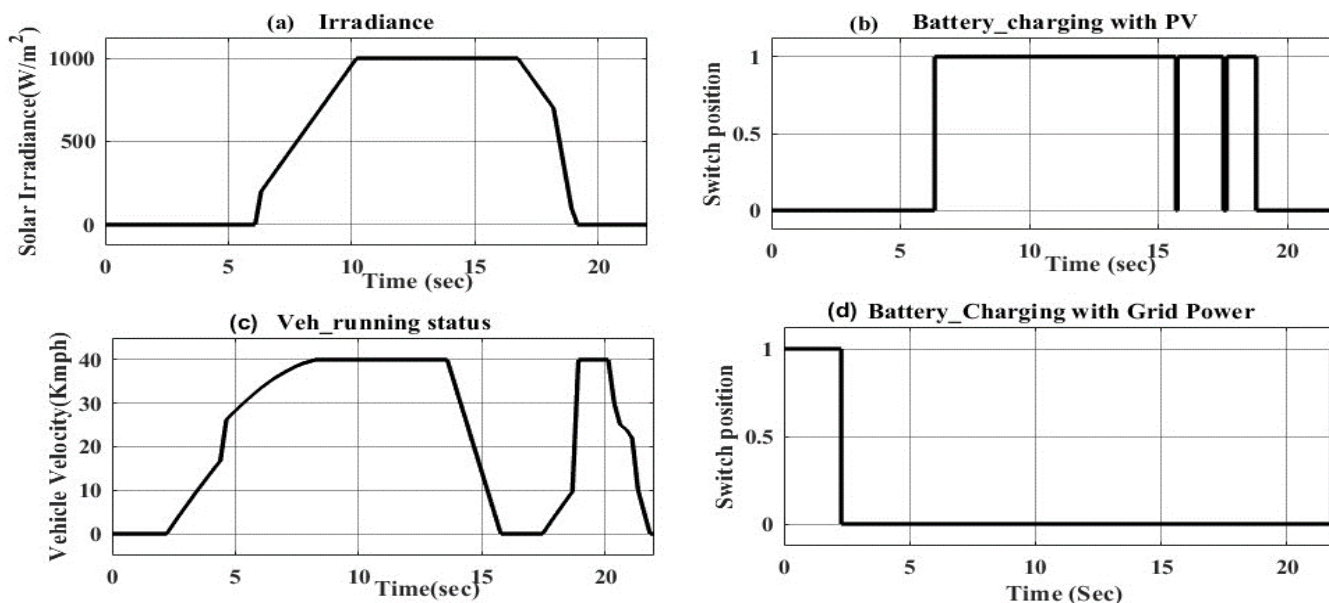 (a) Irradiance
Solar Irradiance(W/m²)
1000
500
0
0 5 10 15 20
Time (sec)
(b) Battery_charging with PV
Switch position
1
0.5
0
0 5 10 15 20
Time (sec)
(c) Veh_running status
Vehicle Velocity(Kmph)
40
30
20
10
0
0 5 10 15 20
Time(sec)
(d) Battery_Charging with Grid Power
Switch position
1
0.5
0
0 5 10 15 20
Time (Sec)